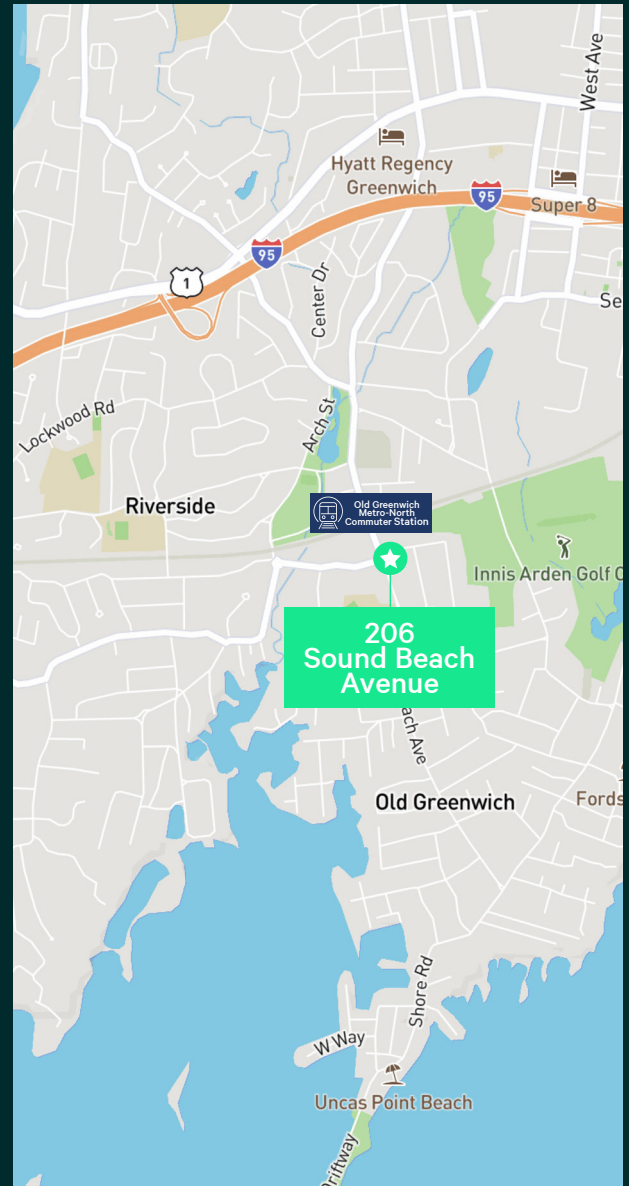 West Ave
Hyatt Regency
Greenwich
95
Super 8
95
1
Center Dr
Se
Lockwood Rd
Arch St
Riverside
Old Greenwich
Metro-North
Commuter Station
Innis Arden Golf C
206
Sound Beach
Avenue
ach Ave
Old Greenwich
Fords
Shore Rd
W Way
Uncas Point Beach
Driftway